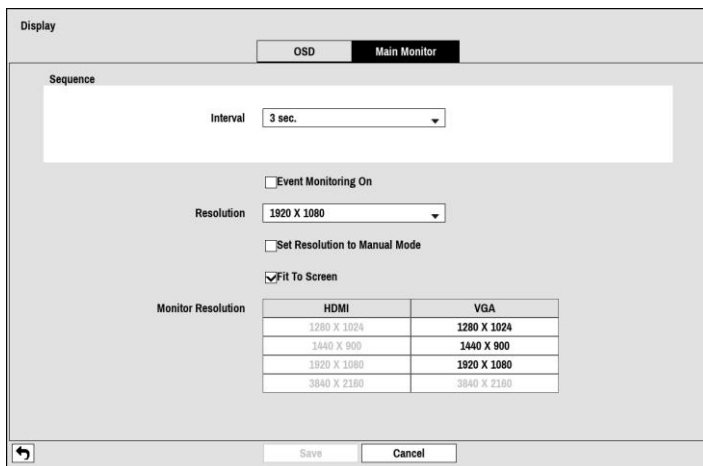 Display
OSD Main Monitor
Sequence
Interval 3 sec.
Event Monitoring On
Resolution 1920 X 1080
Set Resolution to Manual Mode
Fit To Screen
Monitor Resolution HDMI VGA
1280 X 1024 1280 X 1024
1440 X 900 1440 X 900
1920 X 1080 1920 X 1080
3840 X 2160 3840 X 2160
Save Cancel